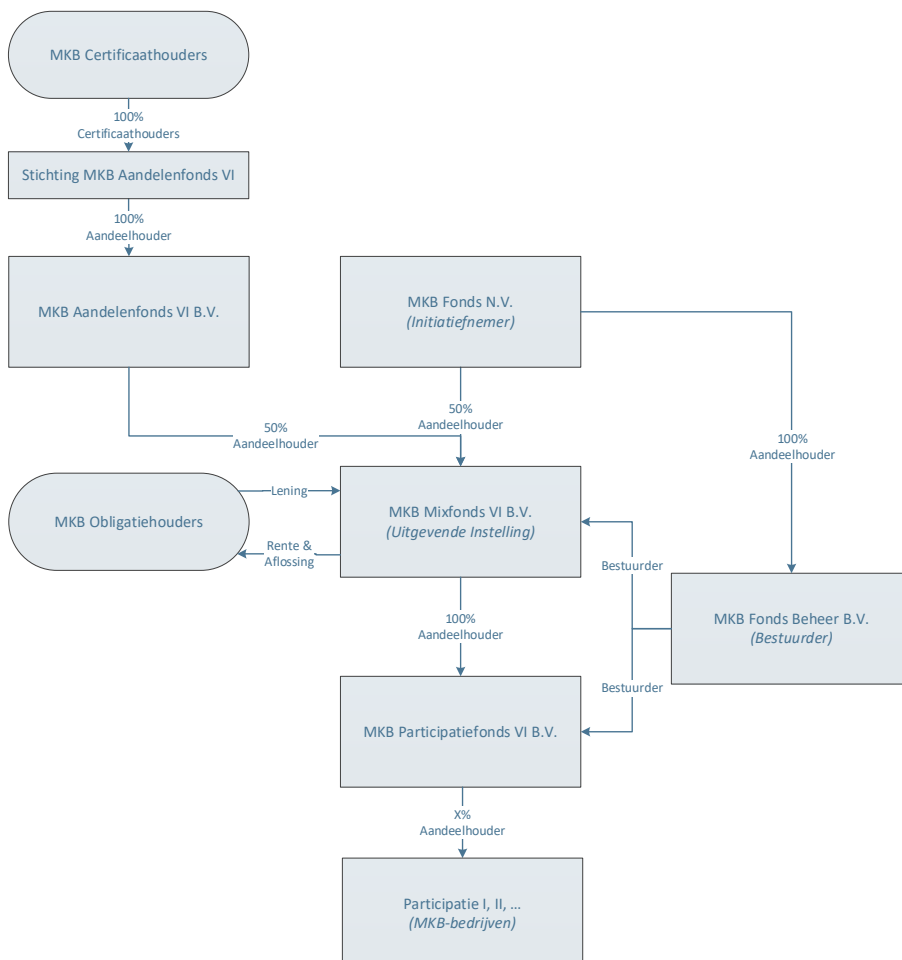 MKB Certificaathouders
100%
Certificaathouders
Stichting MKB Aandelenfonds VI
100%
Aandeelhouder
MKB Aandelenfonds VI B.V.
MKB Fonds N.V.
(Initiatiefnemer)
50%
Aandeelhouder
50%
Aandeelhouder
100%
Aandeelhouder
MKB Obligatiehouders
Lening
Rente &
Aflossing
MKB Mixfonds VI B.V.
(Uitgevende Instelling)
Bestuurder
MKB Fonds Beheer B.V.
(Bestuurder)
100%
Aandeelhouder
Bestuurder
MKB Participatiefonds VI B.V.
X%
Aandeelhouder
Participatie I, II, ...
(MKB-bedrijven)